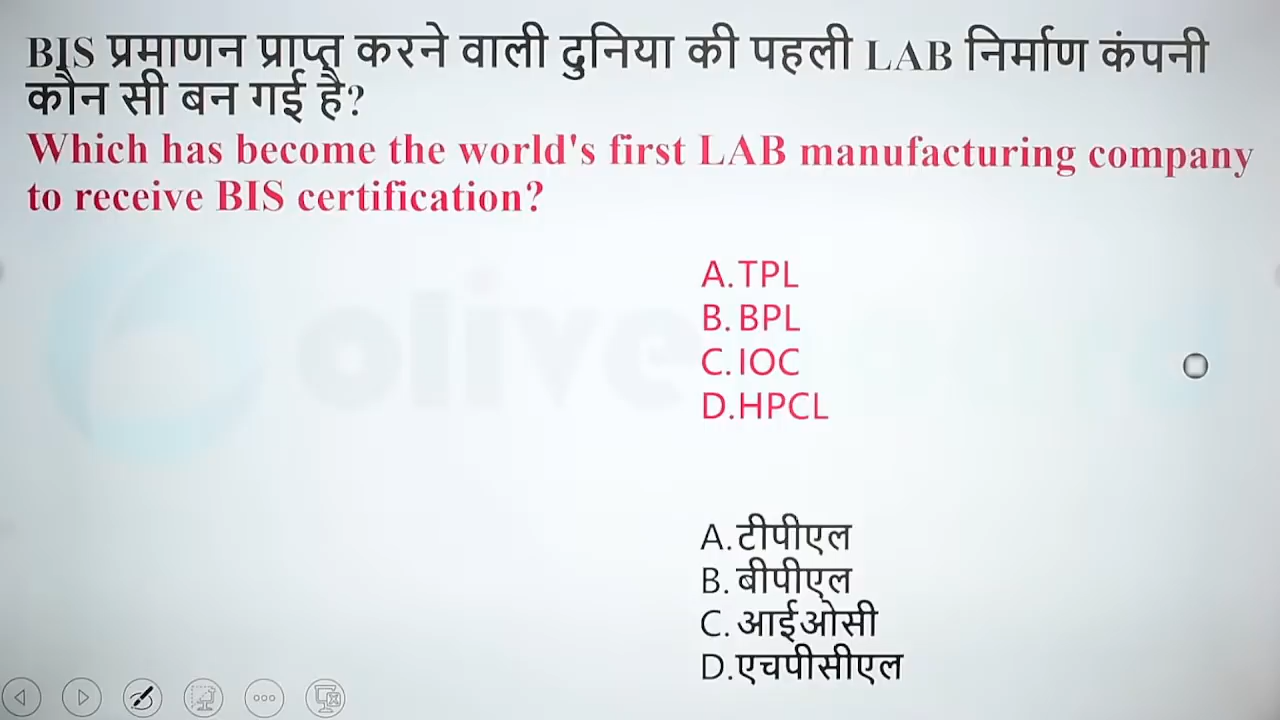 BIS प्रमाणन प्राप्त करने वाली दुनिया की पहली LAB निर्माण कंपनी
कौन सी बन गई है?
Which has become the world's first LAB manufacturing company
to receive BIS certification?
olive
A.TPL
B. BPL
C.IOC
D.HPCL
A.टीपीएल
B. बीपीएल
C. आईओसी
D.एचपीसीएल